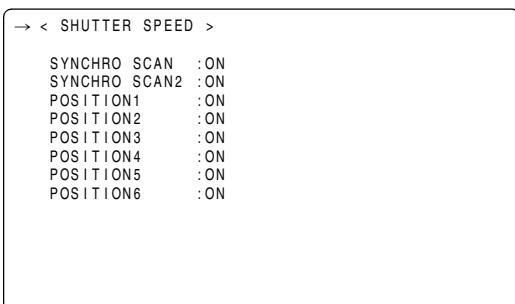 → < SHUTTER SPEED >
SYNCHRO SCAN :ON
SYNCHRO SCAN2 :ON
POSITION1 :ON
POSITION2 :ON
POSITION3 :ON
POSITION4 :ON
POSITION5 :ON
POSITION6 :ON